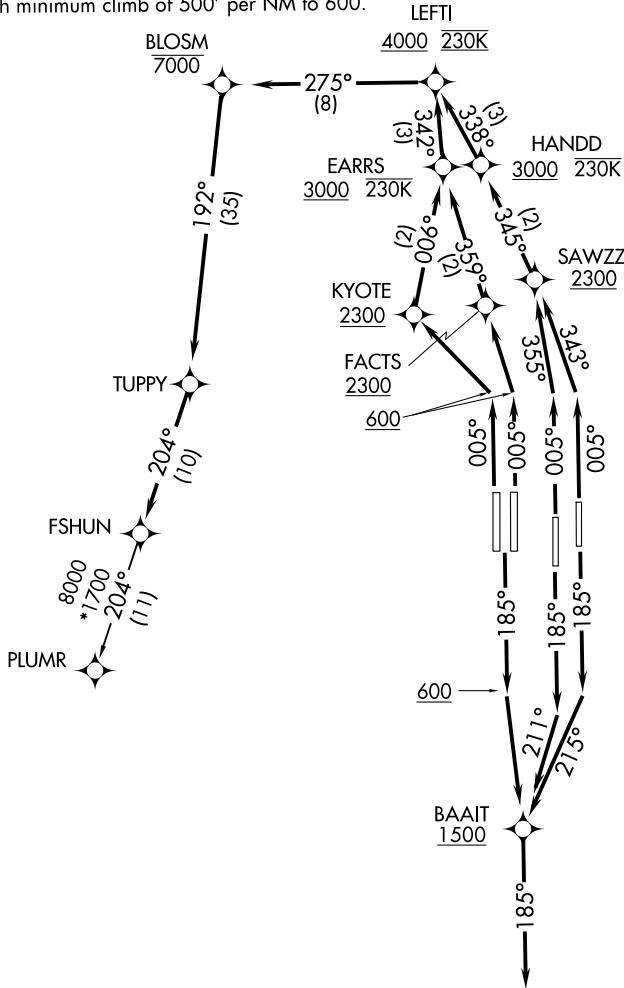 h minimum climb of 500' per NM to 600.
LEFTI
4000 230K
BLOSM
7000
275°
(8)
342°
(3)
338°
(3)
HANDD
3000 230K
EARRS
3000 230K
192°
(35)
006°
(2)
359°
(2)
345°
(2)
SAWZZ
2300
KYOTE
2300
FACTS
2300
355°
343°
600
TUPPY
005°
005°
005°
005°
204°
(10)
FSHUN
8000
*1700
204°
(11)
PLUMR
185°
185°
185°
600
211°
215°
BAAIT
1500
185°